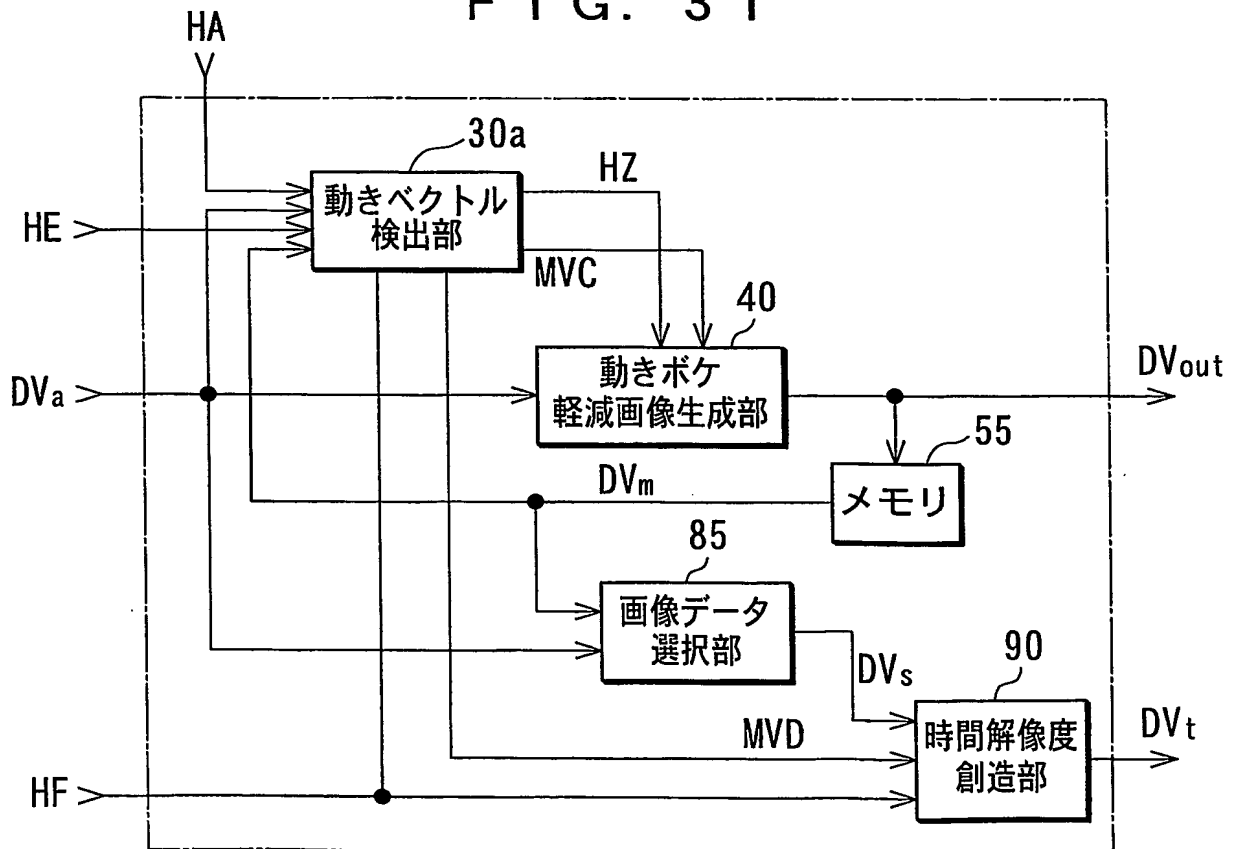 FIG. 31
HA
30a
HZ
動きベクトル
検出部
HE
MVC
40
動きボケ
軽減画像生成部
DVa
DVout
55
DVm
メモリ
85
画像データ
選択部
90
DVs
MVD
時間解像度
創造部
DVt
HF